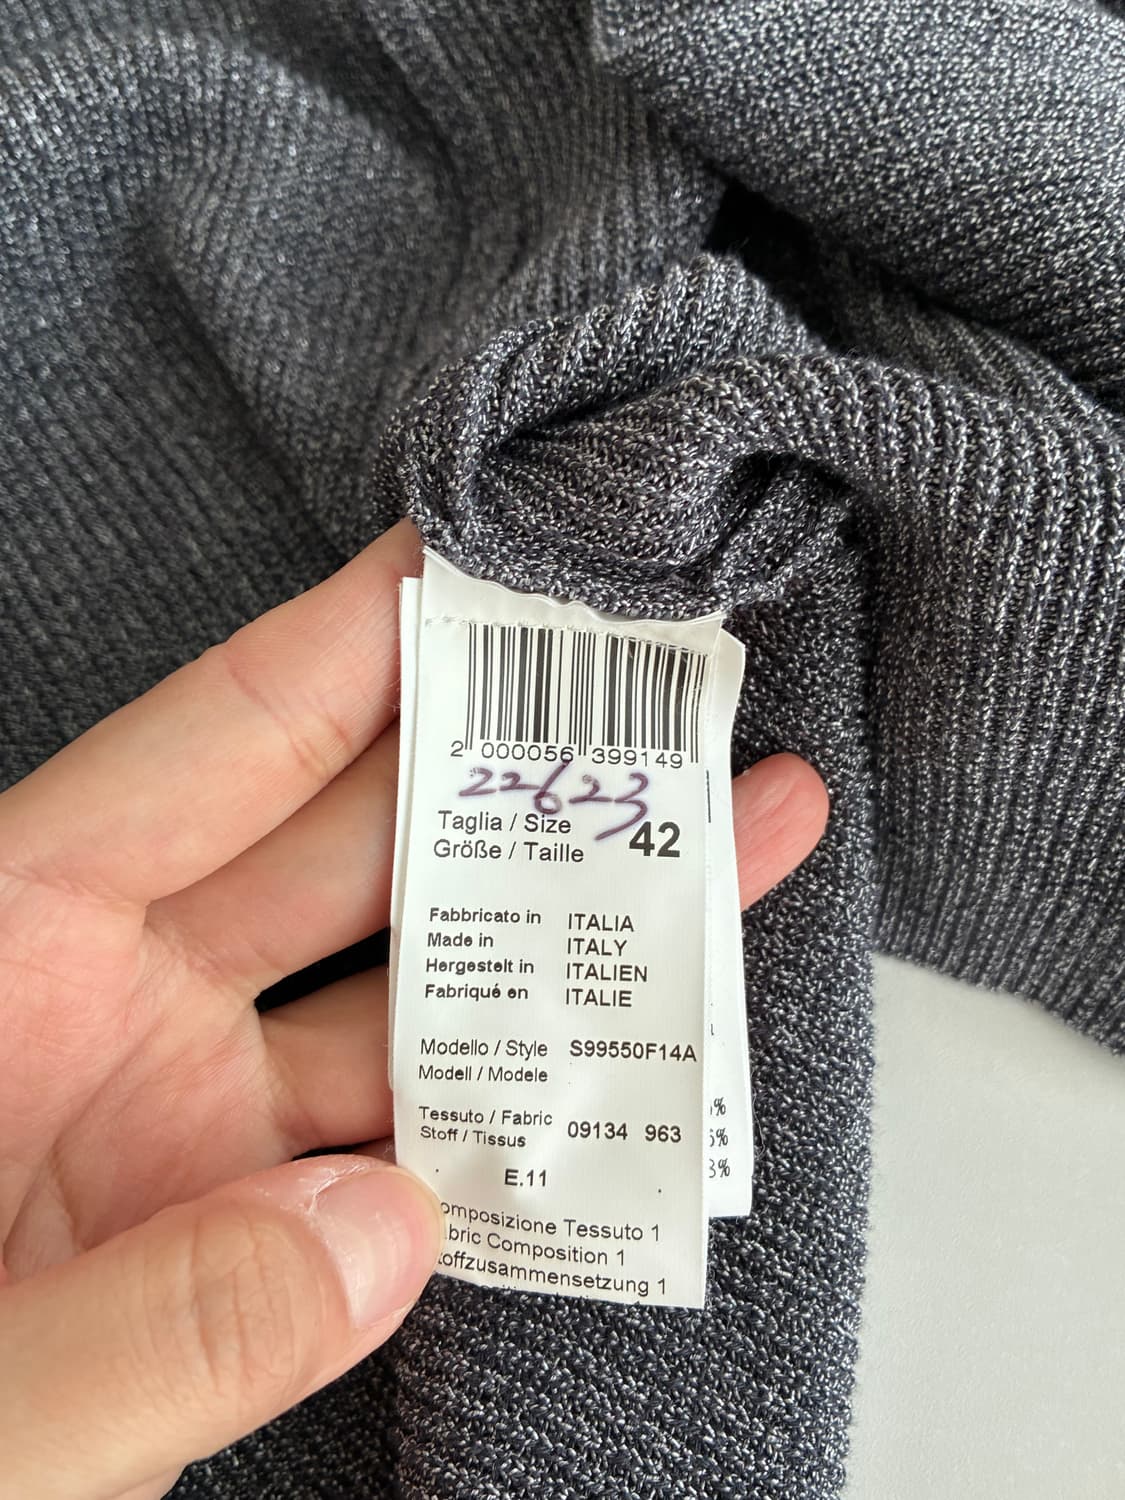 2 000056 399149
22623
Taglia / Size
Größe / Taille 42
Fabbricato in ITALIA
Made in ITALY
Hergestelt in ITALIEN
Fabriqué en ITALIE
Modello / Style S99550F14A
Modell / Modele
Tessuto / Fabric
Stoff / Tissus 09134 963
E.11
omposizione Tessuto 1
bric Composition 1
toffzusammensetzung 1
%
%
3%